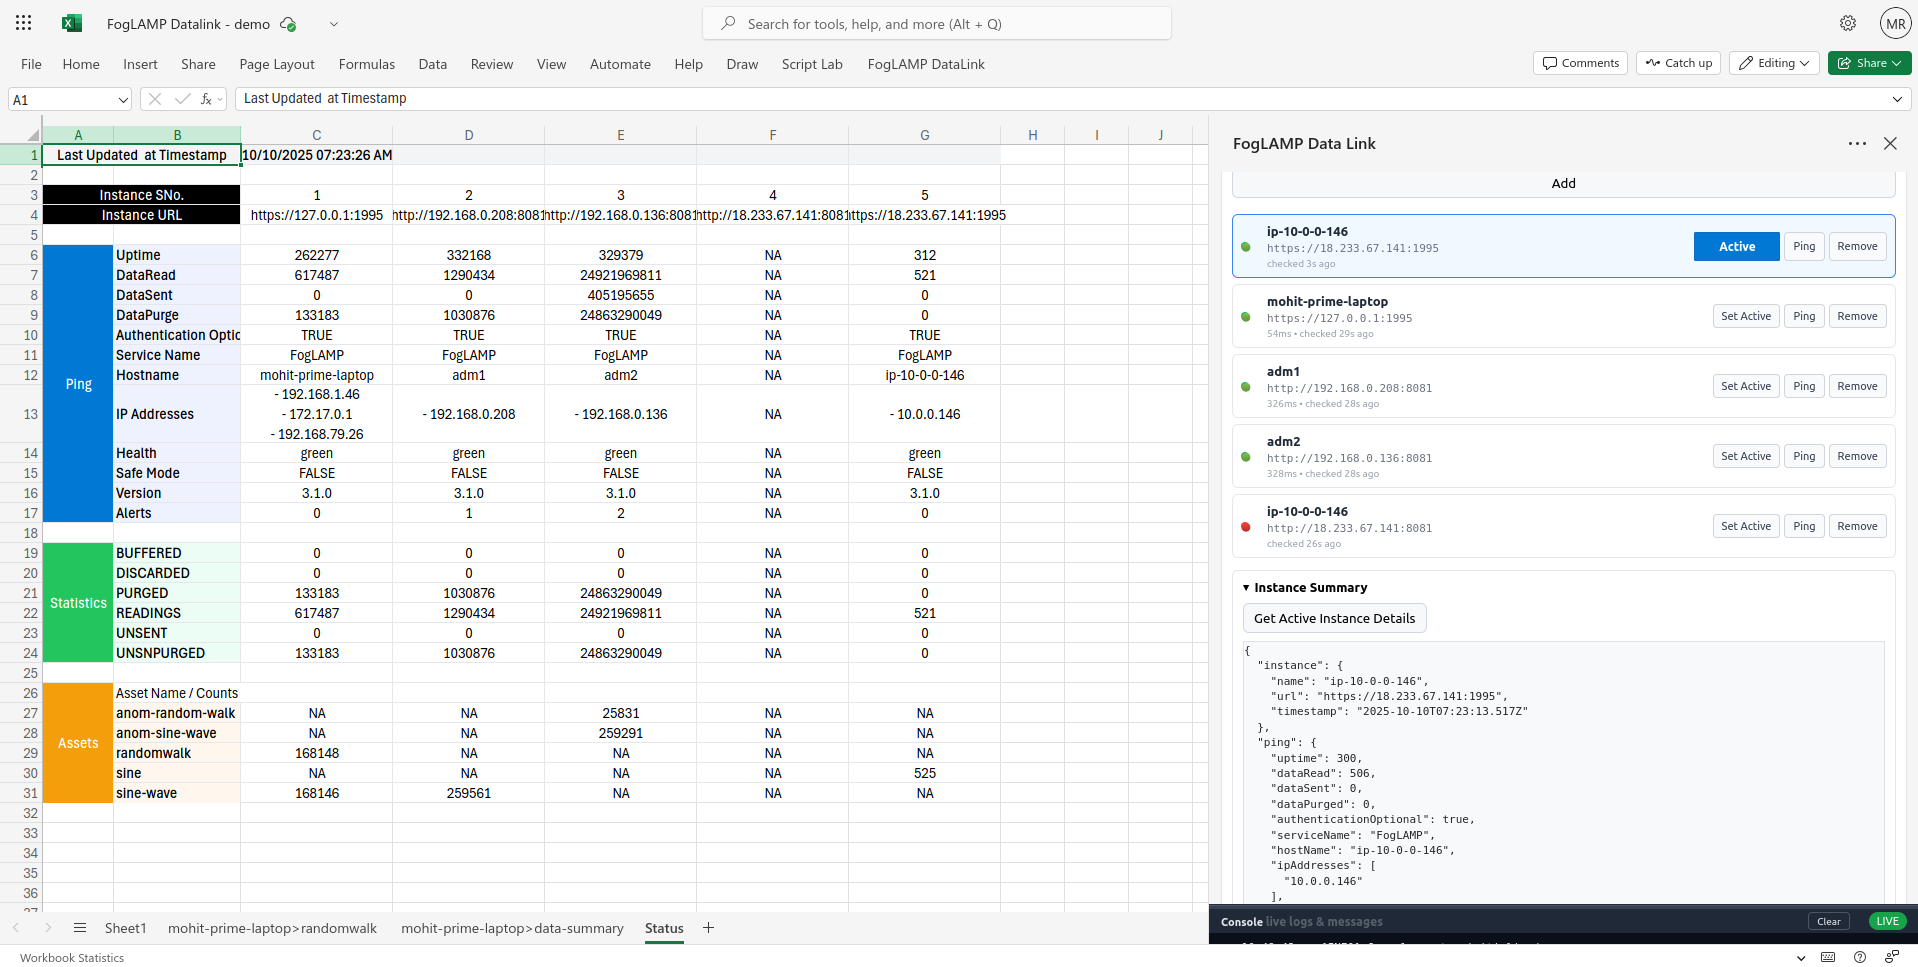 FogLAMP Datalink - demo
Search for tools, help, and more (Alt + Q)
MR
File Home Insert Share Page Layout Formulas Data Review View Automate Help Draw Script Lab FogLAMP DataLink
Comments Catch up Editing Share
A1 fx Last Updated  at Timestamp
A B C D E F G H I J
1 Last Updated  at Timestamp 10/10/2025 07:23:26 AM
2
3 Instance SNo. 1 2 3 4 5
4 Instance URL https://127.0.0.1:1995 http://192.168.0.208:8081 http://192.168.0.136:8081 http://18.233.67.141:8081 https://18.233.67.141:1995
5
6 Uptime 262277 332168 329379 NA 312
7 DataRead 617487 1290434 24921969811 NA 521
8 DataSent 0 0 405195655 NA 0
9 DataPurge 133183 1030876 24863290049 NA 0
10 Authentication Optic TRUE TRUE TRUE NA TRUE
11 Service Name FogLAMP FogLAMP FogLAMP NA FogLAMP
12 Hostname mohit-prime-laptop adm1 adm2 NA ip-10-0-0-146
Ping
- 192.168.1.46
13 IP Addresses - 172.17.0.1 - 192.168.0.208 - 192.168.0.136 NA - 10.0.0.146
- 192.168.79.26
14 Health green green green NA green
15 Safe Mode FALSE FALSE FALSE NA FALSE
16 Version 3.1.0 3.1.0 3.1.0 NA 3.1.0
17 Alerts 0 1 2 NA 0
18
19 BUFFERED 0 0 0 NA 0
20 DISCARDED 0 0 0 NA 0
21 PURGED 133183 1030876 24863290049 NA 0
Statistics
22 READINGS 617487 1290434 24921969811 NA 521
23 UNSENT 0 0 0 NA 0
24 UNSNPURGED 133183 1030876 24863290049 NA 0
25
26 Asset Name / Counts
27 anom-random-walk NA NA 25831 NA NA
28 anom-sine-wave NA NA 259291 NA NA
Assets
29 randomwalk 168148 NA NA NA NA
30 sine NA NA NA NA 525
31 sine-wave 168146 259561 NA NA NA
32
33
34
35
36
37
FogLAMP Data Link
Add
ip-10-0-0-146
https://18.233.67.141:1995
checked 3s ago
Active Ping Remove
mohit-prime-laptop
https://127.0.0.1:1995
54ms • checked 29s ago
Set Active Ping Remove
adm1
http://192.168.0.208:8081
326ms • checked 28s ago
Set Active Ping Remove
adm2
http://192.168.0.136:8081
328ms • checked 28s ago
Set Active Ping Remove
ip-10-0-0-146
http://18.233.67.141:8081
checked 26s ago
Set Active Ping Remove
▾ Instance Summary
Get Active Instance Details
{
"instance": {
"name": "ip-10-0-0-146",
"url": "https://18.233.67.141:1995",
"timestamp": "2025-10-10T07:23:13.517Z"
},
"ping": {
"uptime": 300,
"dataRead": 506,
"dataSent": 0,
"dataPurged": 0,
"authenticationOptional": true,
"serviceName": "FogLAMP",
"hostName": "ip-10-0-0-146",
"ipAddresses": [
"10.0.0.146"
],
Console live logs & messages Clear LIVE
Sheet1 mohit-prime-laptop>randomwalk mohit-prime-laptop>data-summary Status
Workbook Statistics